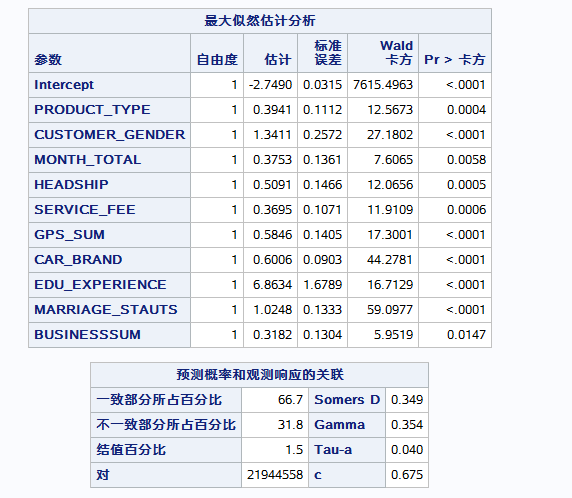 最大似然估计分析
参数 自由度 估计 标准误差 Wald 卡方 Pr > 卡方
Intercept 1 -2.7490 0.0315 7615.4963 <.0001
PRODUCT_TYPE 1 0.3941 0.1112 12.5673 0.0004
CUSTOMER_GENDER 1 1.3411 0.2572 27.1802 <.0001
MONTH_TOTAL 1 0.3753 0.1361 7.6065 0.0058
HEADSHIP 1 0.5091 0.1466 12.0656 0.0005
SERVICE_FEE 1 0.3695 0.1071 11.9109 0.0006
GPS_SUM 1 0.5846 0.1405 17.3001 <.0001
CAR_BRAND 1 0.6006 0.0903 44.2781 <.0001
EDU_EXPERIENCE 1 6.8634 1.6789 16.7129 <.0001
MARRIAGE_STAUTS 1 1.0248 0.1333 59.0977 <.0001
BUSINESSSUM 1 0.3182 0.1304 5.9519 0.0147
预测概率和观测响应的关联
一致部分所占百分比 66.7 Somers D 0.349
不一致部分所占百分比 31.8 Gamma 0.354
结值百分比 1.5 Tau-a 0.040
对 21944558 c 0.675